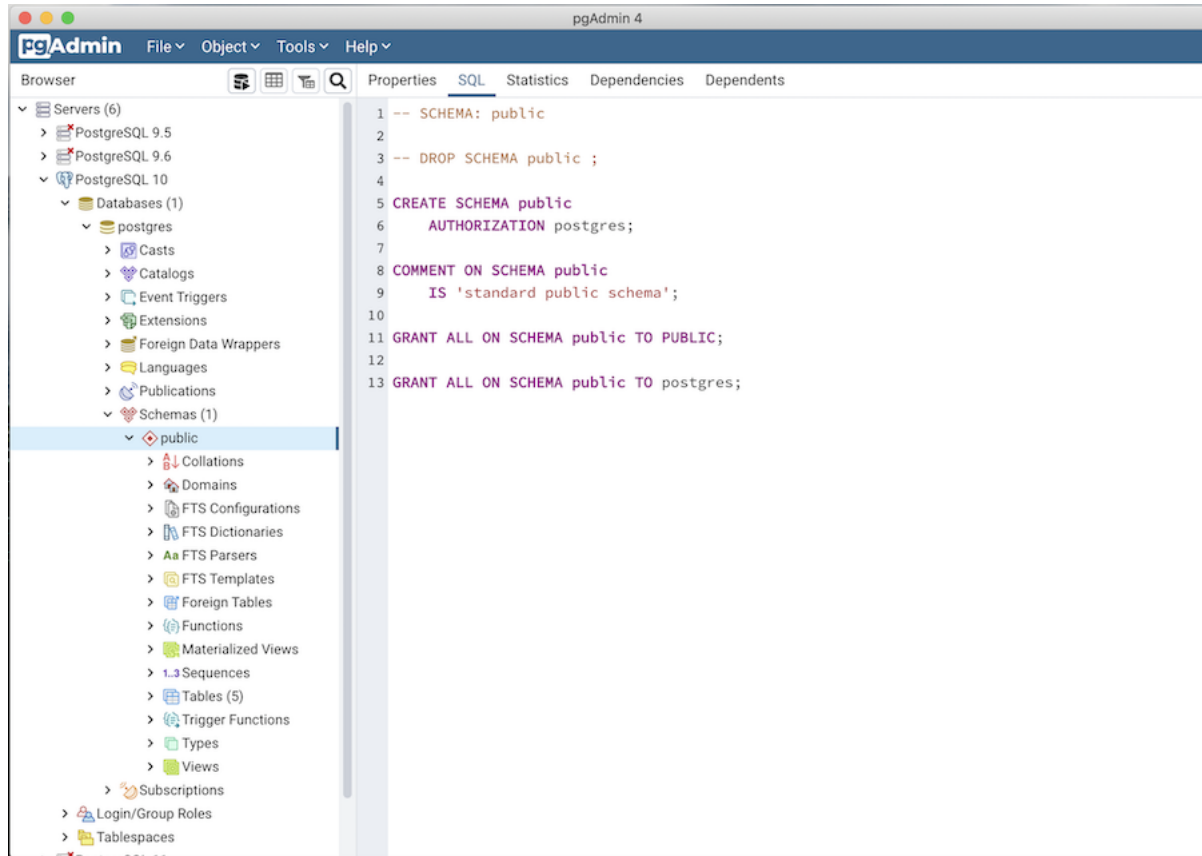 pgAdmin 4
pgAdmin File Object Tools Help
Browser
Properties SQL Statistics Dependencies Dependents
Servers (6)
PostgreSQL 9.5
PostgreSQL 9.6
PostgreSQL 10
Databases (1)
postgres
Casts
Catalogs
Event Triggers
Extensions
Foreign Data Wrappers
Languages
Publications
Schemas (1)
public
Collations
Domains
FTS Configurations
FTS Dictionaries
Aa FTS Parsers
FTS Templates
Foreign Tables
Functions
Materialized Views
1..3 Sequences
Tables (5)
Trigger Functions
Types
Views
Subscriptions
Login/Group Roles
Tablespaces
1 -- SCHEMA: public
2
3 -- DROP SCHEMA public ;
4
5 CREATE SCHEMA public
6     AUTHORIZATION postgres;
7
8 COMMENT ON SCHEMA public
9     IS 'standard public schema';
10
11 GRANT ALL ON SCHEMA public TO PUBLIC;
12
13 GRANT ALL ON SCHEMA public TO postgres;